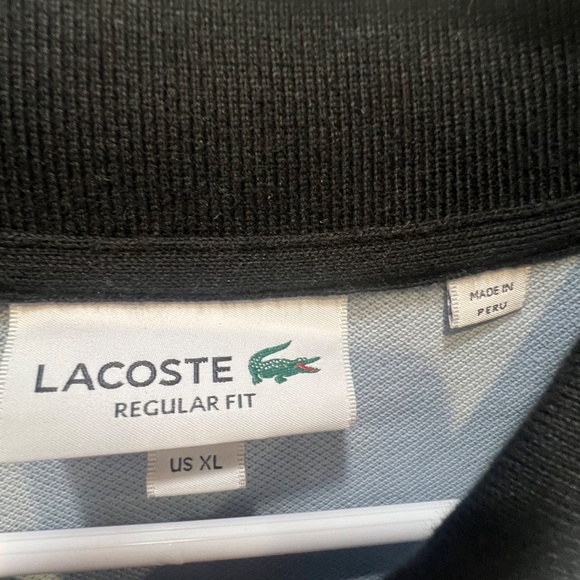 LACOSTE
REGULAR FIT
US XL
MADE IN
PERU